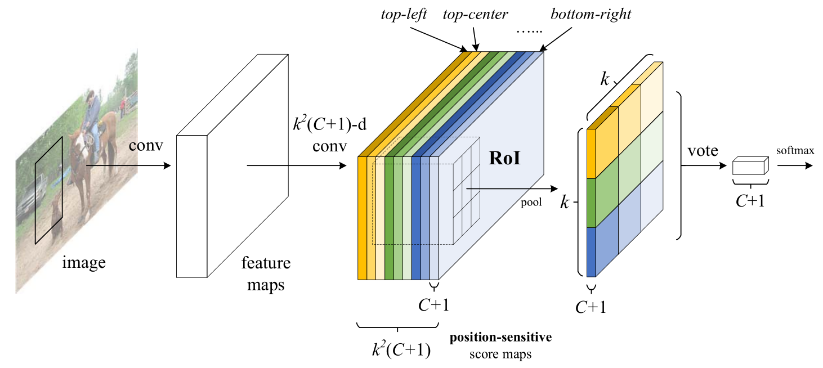 top-left
top-center
……
bottom-right
k
k²(C+1)-d
conv
conv
RoI
vote
softmax
pool
k
C+1
image
feature
maps
C+1
C+1
k²(C+1)
position-sensitive
score maps